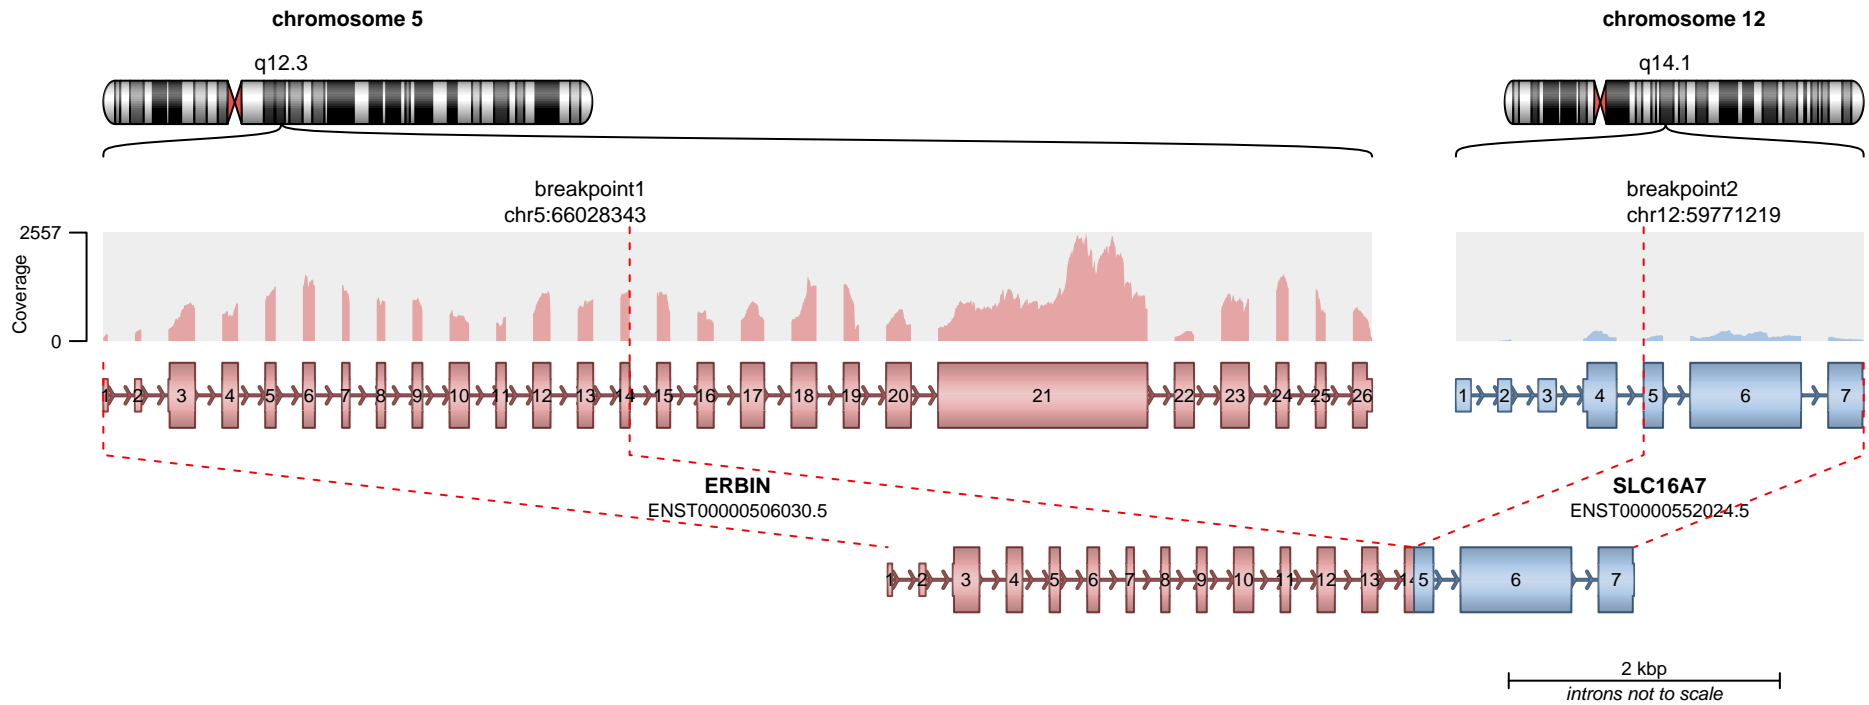 chromosome 5
chromosome 12
q12.3
q14.1
breakpoint1
chr5:66028343
breakpoint2
chr12:59771219
2557
Coverage
0
1 2 3 4 5 6 7 8 9 10 11 12 13 14 15 16 17 18 19 20 21 22 23 24 25 26
1 2 3 4 5 6 7
ERBIN
ENST00000506030.5
SLC16A7
ENST00000552024.5
1 2 3 4 5 6 7 8 9 10 11 12 13 14 5 6 7
2 kbp
introns not to scale